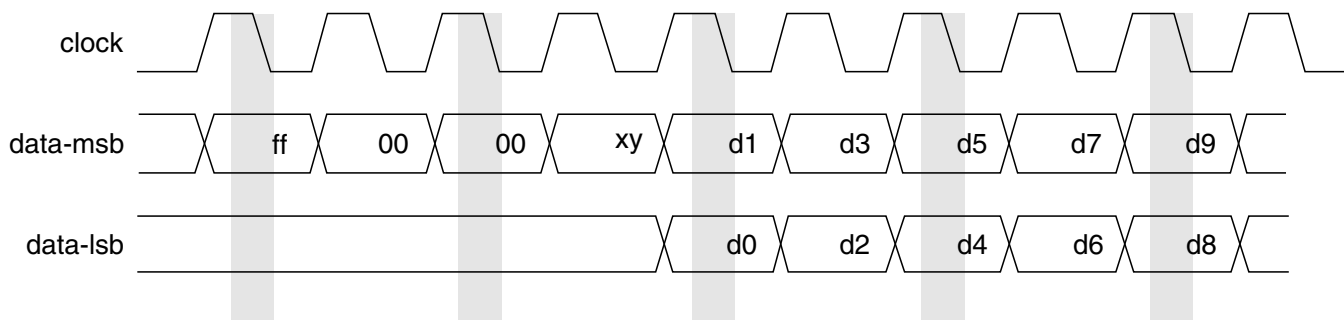 clock
data-msb ff 00 00 xy d1 d3 d5 d7 d9
data-lsb d0 d2 d4 d6 d8